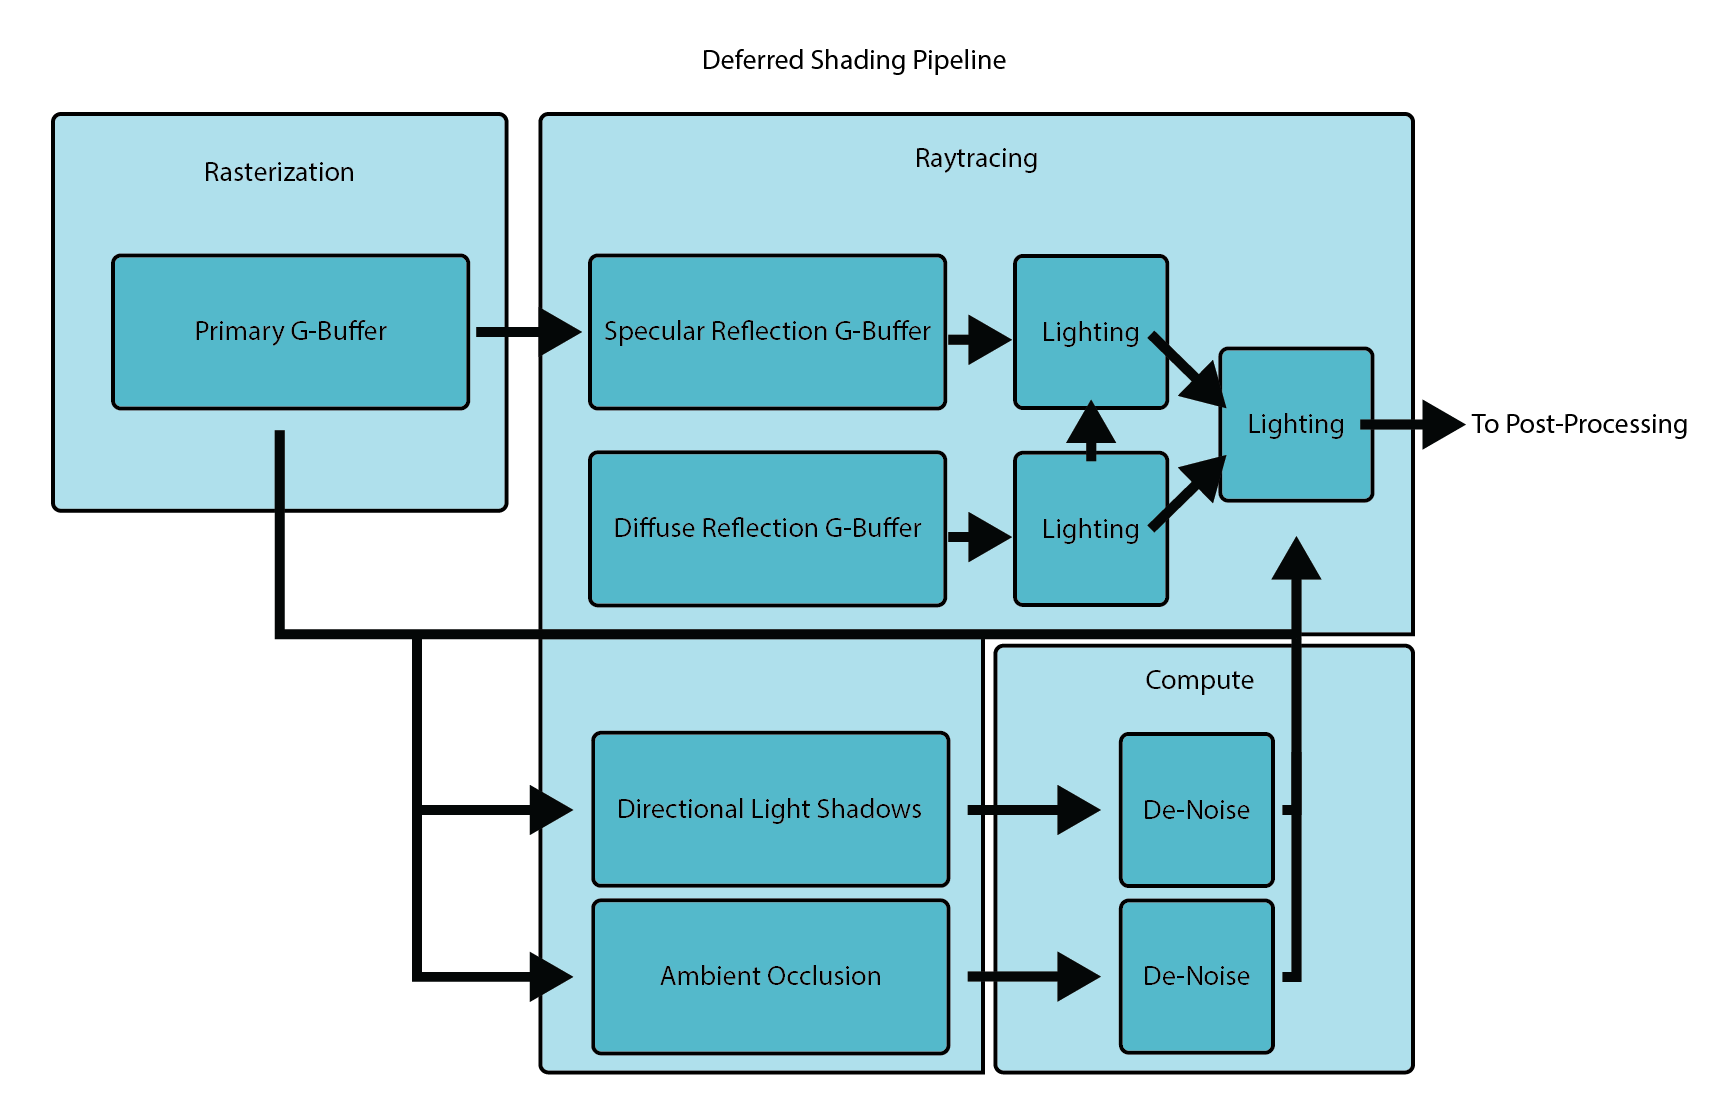 Deferred Shading Pipeline
Rasterization
Raytracing
Primary G-Buffer
Specular Reflection G-Buffer
Lighting
Lighting
To Post-Processing
Diffuse Reflection G-Buffer
Lighting
Compute
Directional Light Shadows
De-Noise
Ambient Occlusion
De-Noise